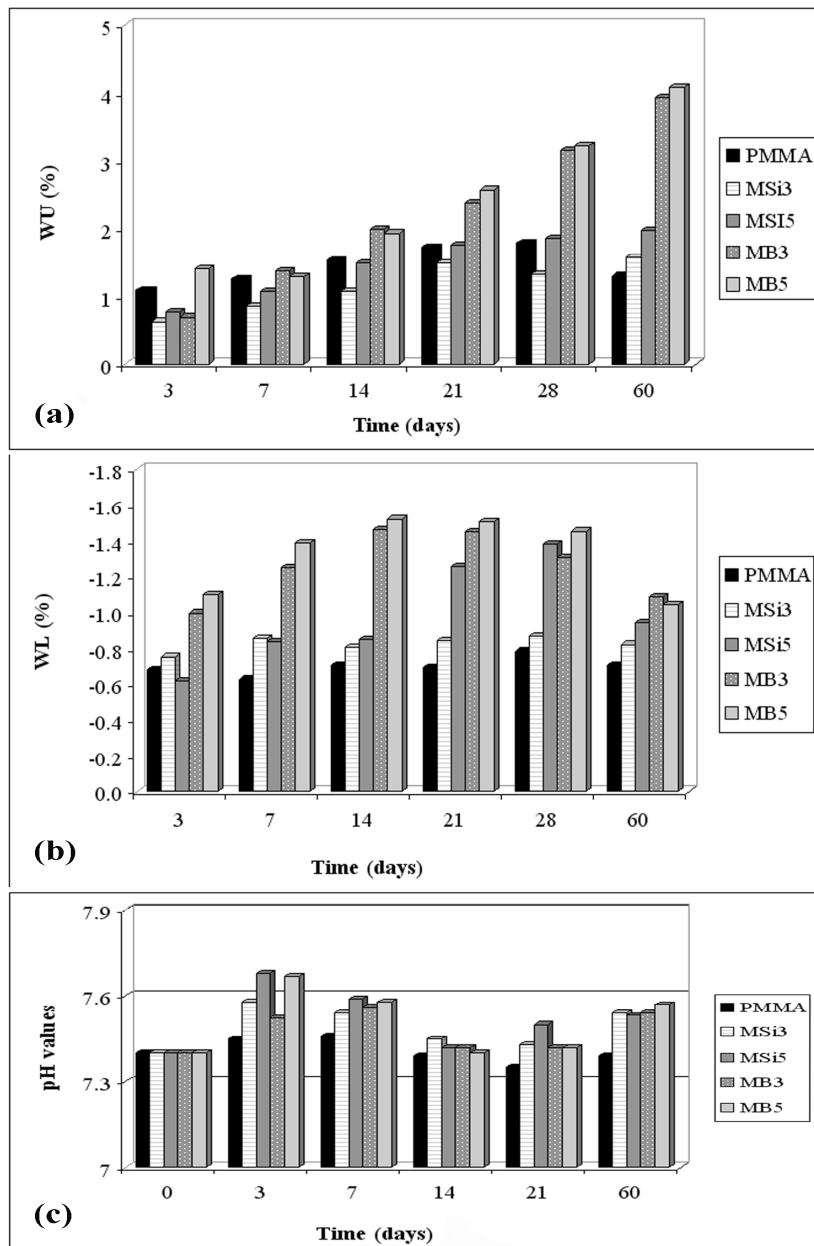 5
4
3
2
1
0
WU (%)
3 7 14 21 28 60
Time (days)
(a)
PMMA
MSi3
MSI5
MB3
MB5
-1.8
-1.6
-1.4
-1.2
-1.0
-0.8
-0.6
-0.4
-0.2
0.0
WL (%)
3 7 14 21 28 60
Time (days)
(b)
PMMA
MSi3
MSi5
MB3
MB5
7.9
7.6
7.3
7
pH values
0 3 7 14 21 60
Time (days)
(c)
PMMA
MSi3
MSi5
MB3
MB5